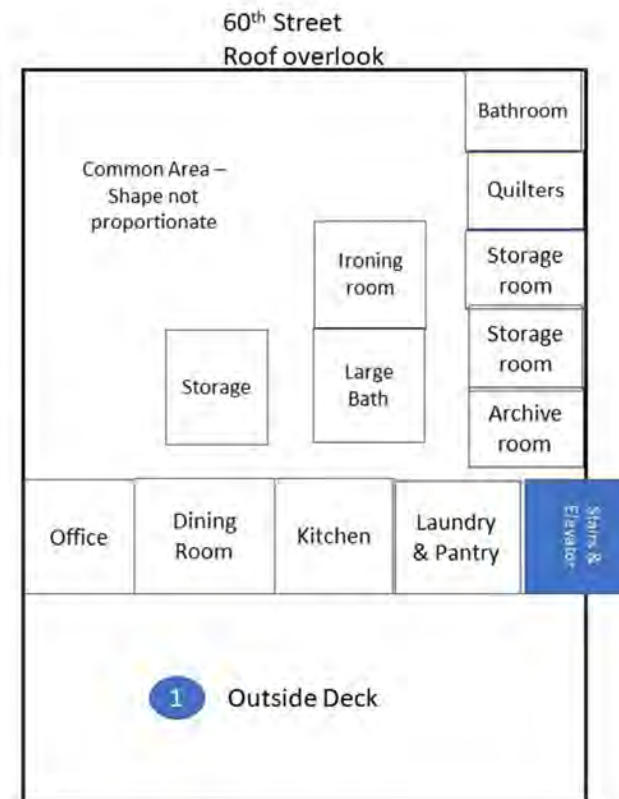 60th Street
Roof overlook
Bathroom
Common Area –
Shape not
proportionate
Quilters
Ironing
room
Storage
room
Storage
room
Storage
Large
Bath
Archive
room
Office
Dining
Room
Kitchen
Laundry
& Pantry
Stairs &
Elevator
1 Outside Deck